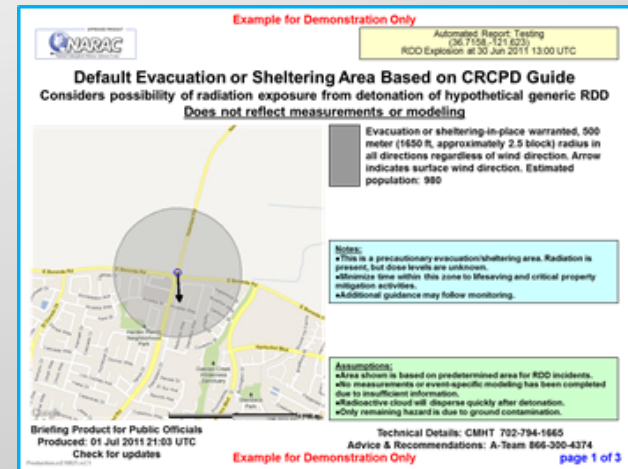 Example for Demonstration Only
NARAC
Automated Report: Testing
(36.7158,-121.623)
RDD Explosion at 30 Jun 2011 13:00 UTC
Default Evacuation or Sheltering Area Based on CRCPD Guide
Considers possibility of radiation exposure from detonation of hypothetical generic RDD
Does not reflect measurements or modeling
Evacuation or sheltering-in-place warranted, 500
meter (1650 ft, approximately 2.5 block) radius in
all directions regardless of wind direction. Arrow
indicates surface wind direction. Estimated
population: 980
Notes:
•This is a precautionary evacuation/sheltering area. Radiation is
present, but dose levels are unknown.
•Minimize time within this zone to lifesaving and critical property
mitigation activities.
•Additional guidance may follow monitoring.
Assumptions:
•Area shown is based on predetermined area for RDD incidents.
•No measurements or event-specific modeling has been completed
due to insufficient information.
•Radioactive cloud will disperse quickly after detonation.
•Only remaining hazard is due to ground contamination.
Briefing Product for Public Officials
Produced: 01 Jul 2011 21:03 UTC
Check for updates
Technical Details: CMHT 702-794-1665
Advice & Recommendations: A-Team 866-300-4374
Example for Demonstration Only
page 1 of 3